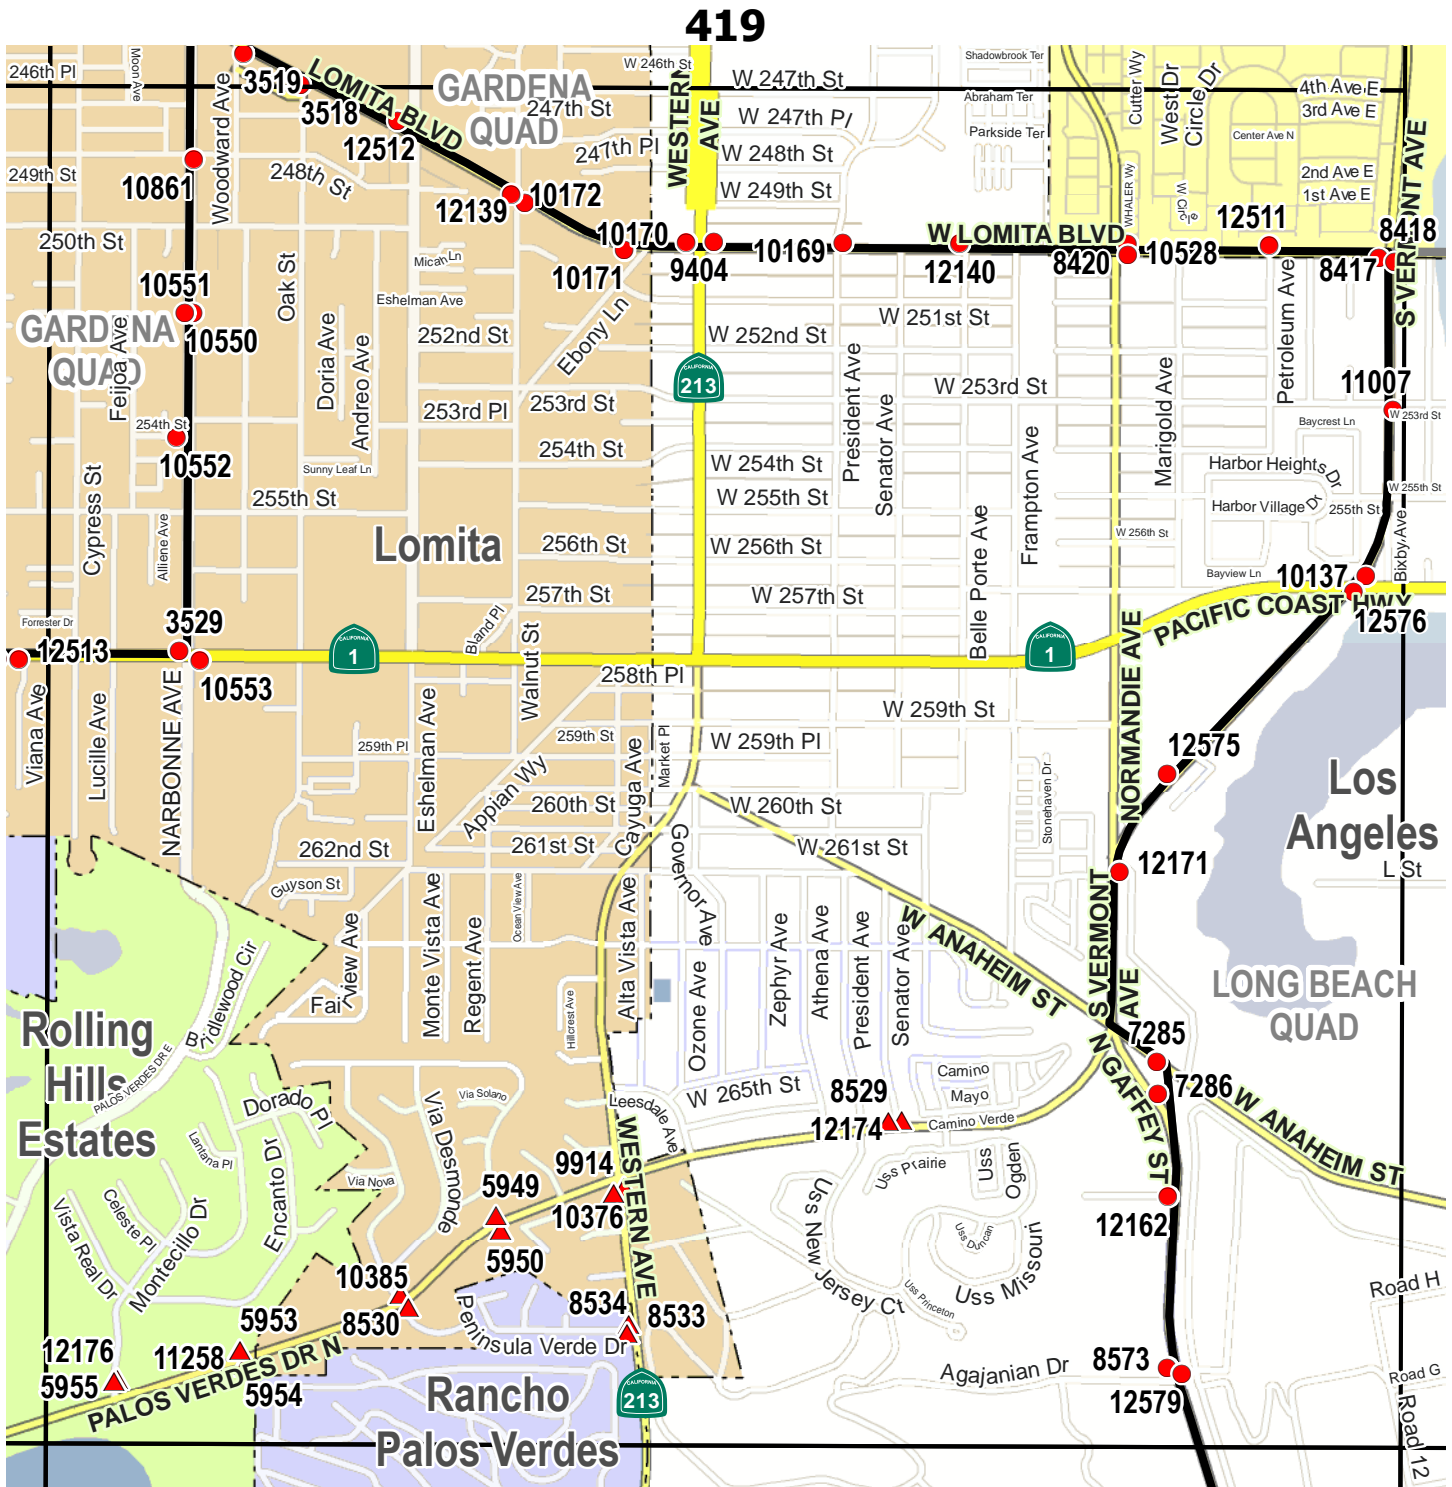 419
246th Pl
Moon Ave
3519
3518
LOMITA BLVD
GARDENA
QUAD
247th St
W 246th St
WESTERN
AVE
W 247th St
Shadowbrook Ter
Abraham Ter
Parkside Ter
Cutter Wy
West Dr
Circle Dr
4th Ave E
3rd Ave E
Center Ave N
2nd Ave E
1st Ave E
S VERMONT AVE
12512
247th Pl
W 247th Pl
W 248th St
W 249th St
249th St
10861
Woodward Ave
248th St
12139
10172
WHALER Wy
W Circle
12511
8418
250th St
10170
10171
9404
10169
W LOMITA BLVD
12140
8420
10528
8417
Oak St
Mican Ln
10551
10550
Eshelman Ave
Ebony Ln
W 251st St
W 252nd St
252nd St
GARDENA
QUAD
Feijoa Ave
Doria Ave
Andreo Ave
CALIFORNIA
213
President Ave
Petroleum Ave
Marigold Ave
W 253rd St
253rd Pl
253rd St
11007
W 253rd St
Baycrest Ln
254th St
10552
254th St
W 254th St
Senator Ave
Frampton Ave
Sunny Leaf Ln
Harbor Heights Dr
Cypress St
255th St
W 255th St
W 255th St
Harbor Village Dr
255th St
Alliene Ave
Lomita
256th St
W 256th St
W 256th St
Belle Porte Ave
Bixby Ave
Bayview Ln
10137
257th St
W 257th St
PACIFIC COAST HWY
12576
Forrester Dr
3529
Bland Pl
Walnut St
12513
CALIFORNIA
1
CALIFORNIA
1
10553
258th Pl
NORMANDIE AVE
Viana Ave
Lucille Ave
NARBONNE AVE
Eshelman Ave
W 259th St
259th Pl
259th St
Market Pl
W 259th Pl
12575
Appian Wy
Cayuga Ave
Stonehaven Dr
Los
Angeles
260th St
W 260th St
262nd St
261st St
W 261st St
Governor Ave
12171
L St
Guyson St
Monte Vista Ave
Ocean View Ave
Regent Ave
Alta Vista Ave
Fairview Ave
Zephyr Ave
Athena Ave
President Ave
Senator Ave
W ANAHEIM ST
S VERMONT
AVE
Bridlewood Cir
LONG BEACH
QUAD
Hillcrest Ave
Ozone Ave
Rolling
Hills
Estates
PALOS VERDES DR E
7285
N GAFFEY ST
7286
W ANAHEIM ST
Dorado Pl
Via Desmonde
Via Solano
Leesdale Ave
W 265th St
8529
12174
Camino
Mayo
Camino Verde
Lantana Pl
Encanto Dr
Via Nova
WESTERN AVE
9914
10376
Uss Prairie
Uss
Ogden
Celeste Pl
Vista Real Dr
Montecillo Dr
5949
5950
Uss New Jersey Ct
Uss Duncan
Uss Missouri
Uss Princeton
12162
10385
8530
Peninsula Verde Dr
8534
8533
Road H
12176
5955
5953
11258
5954
PALOS VERDES DR N
Rancho
Palos Verdes
CALIFORNIA
213
Agajanian Dr
8573
12579
Road G
Road 12